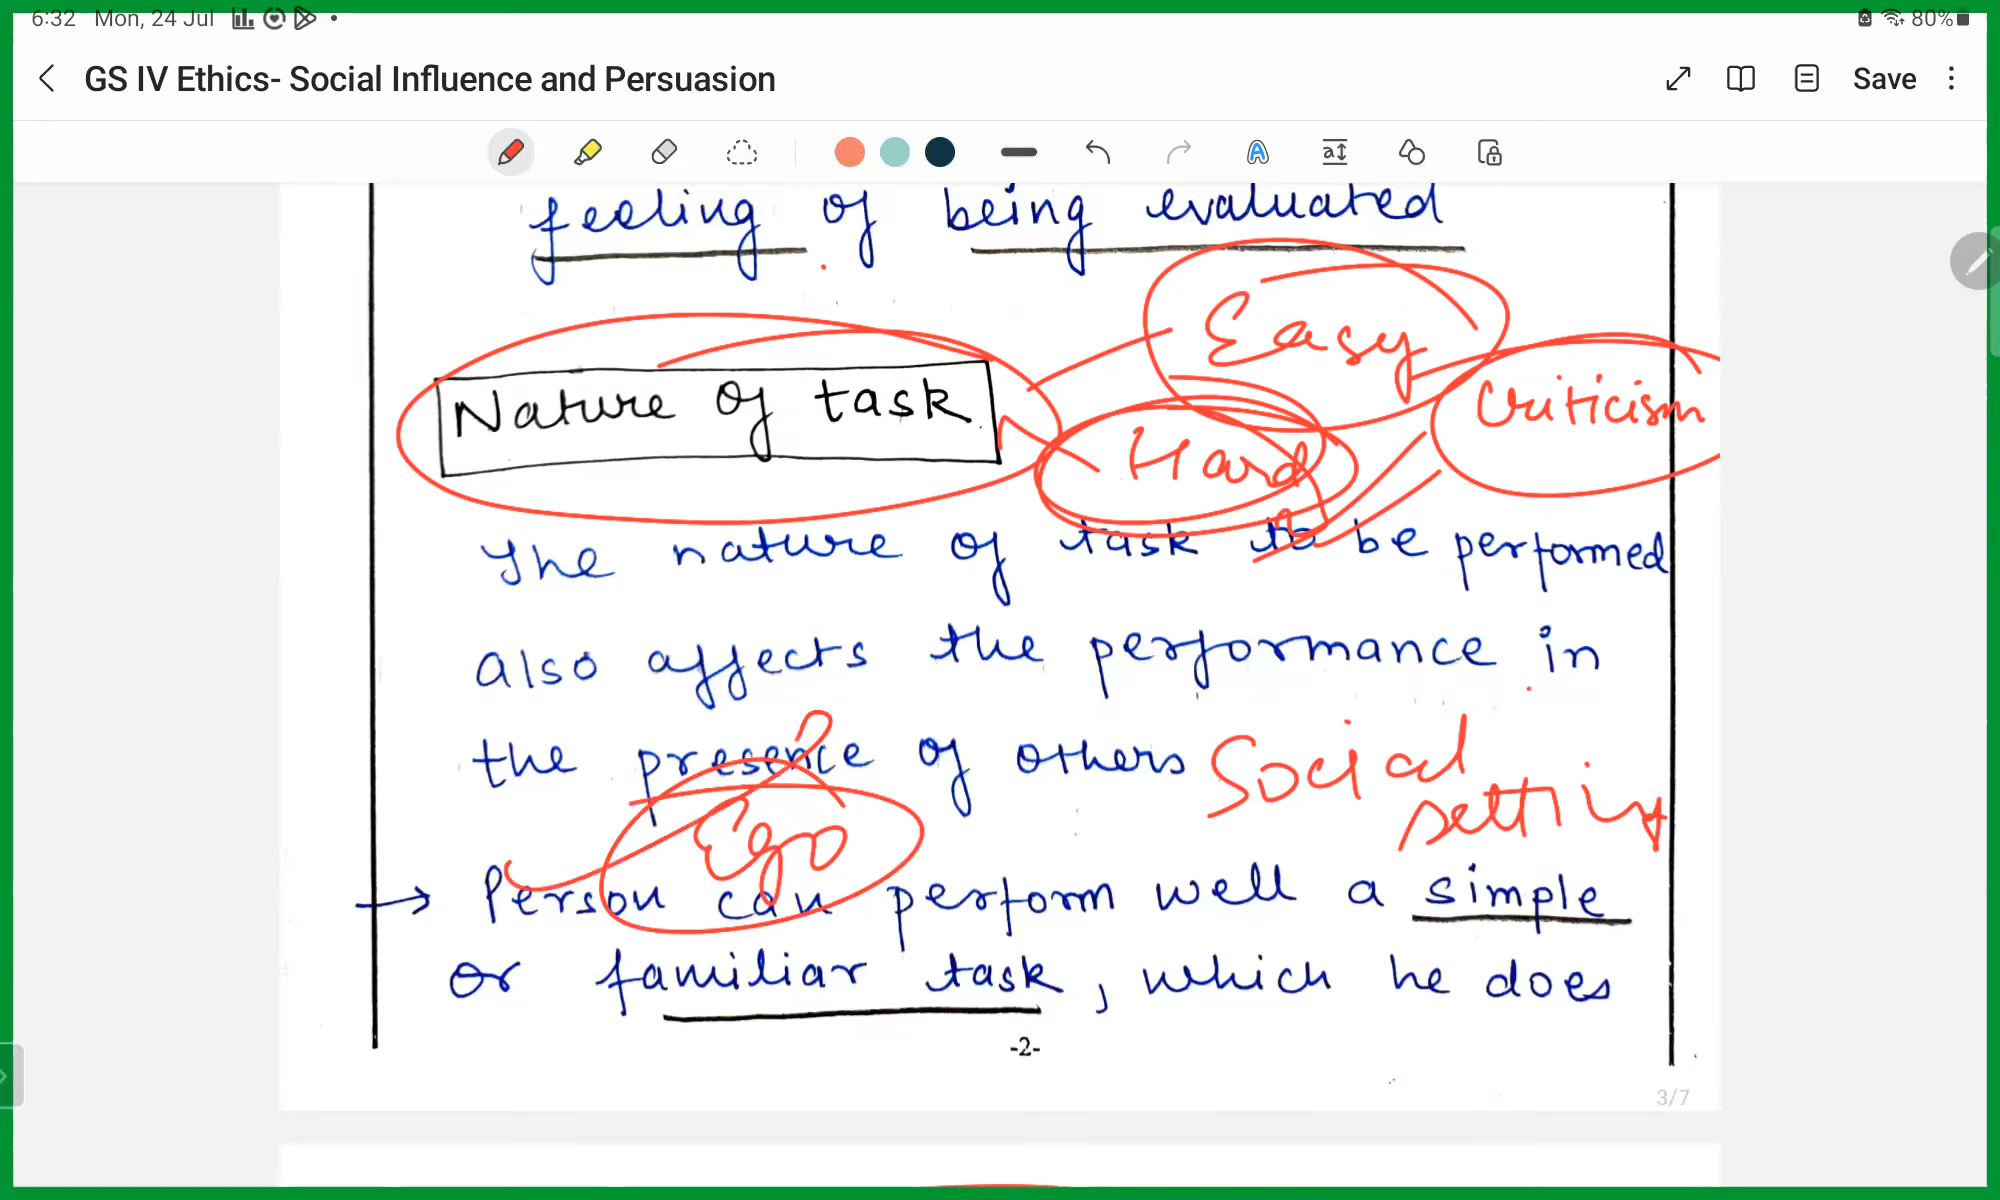 6:32 Mon, 24 Jul 80%
GS IV Ethics- Social Influence and Persuasion
Save
feeling of being evaluated
Easy
Nature of task
Criticism
Hard
The nature of task to be performed
also affects the performance in
the presence of others
Social
setting
Ego
→ Person can perform well a simple
or familiar task, which he does
-2-
3/7